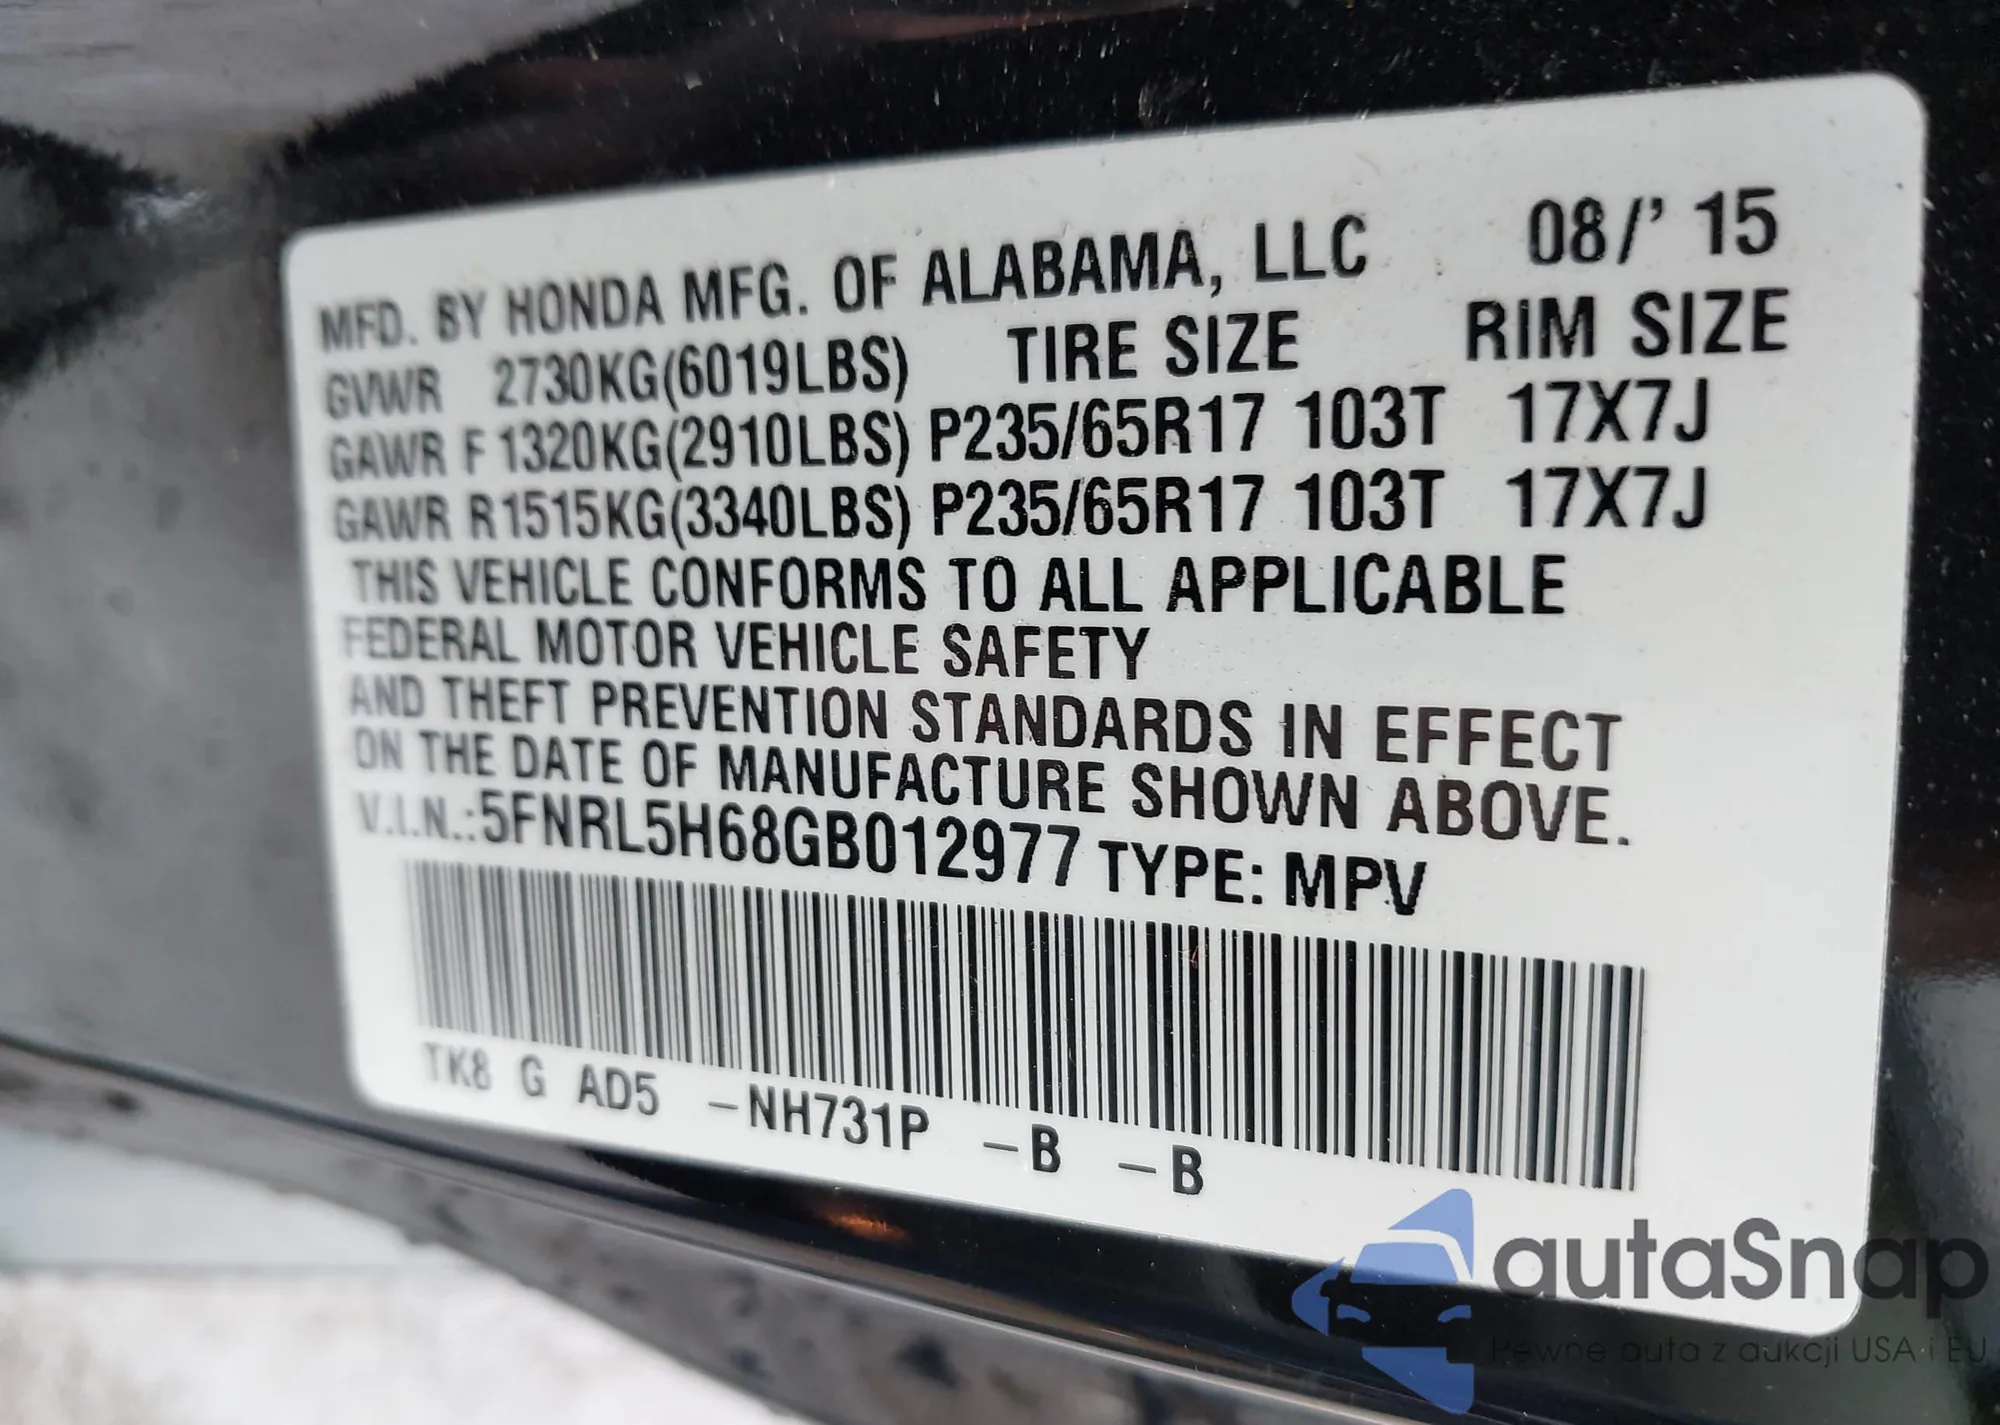 MFD. BY HONDA MFG. OF ALABAMA, LLC 08/'15
GVWR 2730KG(6019LBS) TIRE SIZE RIM SIZE
GAWR F 1320KG(2910LBS) P235/65R17 103T 17X7J
GAWR R1515KG(3340LBS) P235/65R17 103T 17X7J
THIS VEHICLE CONFORMS TO ALL APPLICABLE
FEDERAL MOTOR VEHICLE SAFETY
AND THEFT PREVENTION STANDARDS IN EFFECT
ON THE DATE OF MANUFACTURE SHOWN ABOVE.
V.I.N.:5FNRL5H68GB012977 TYPE: MPV
TK8 G AD5 -NH731P -B -B
autaSnap
Pewne auta z aukcji USA i EU